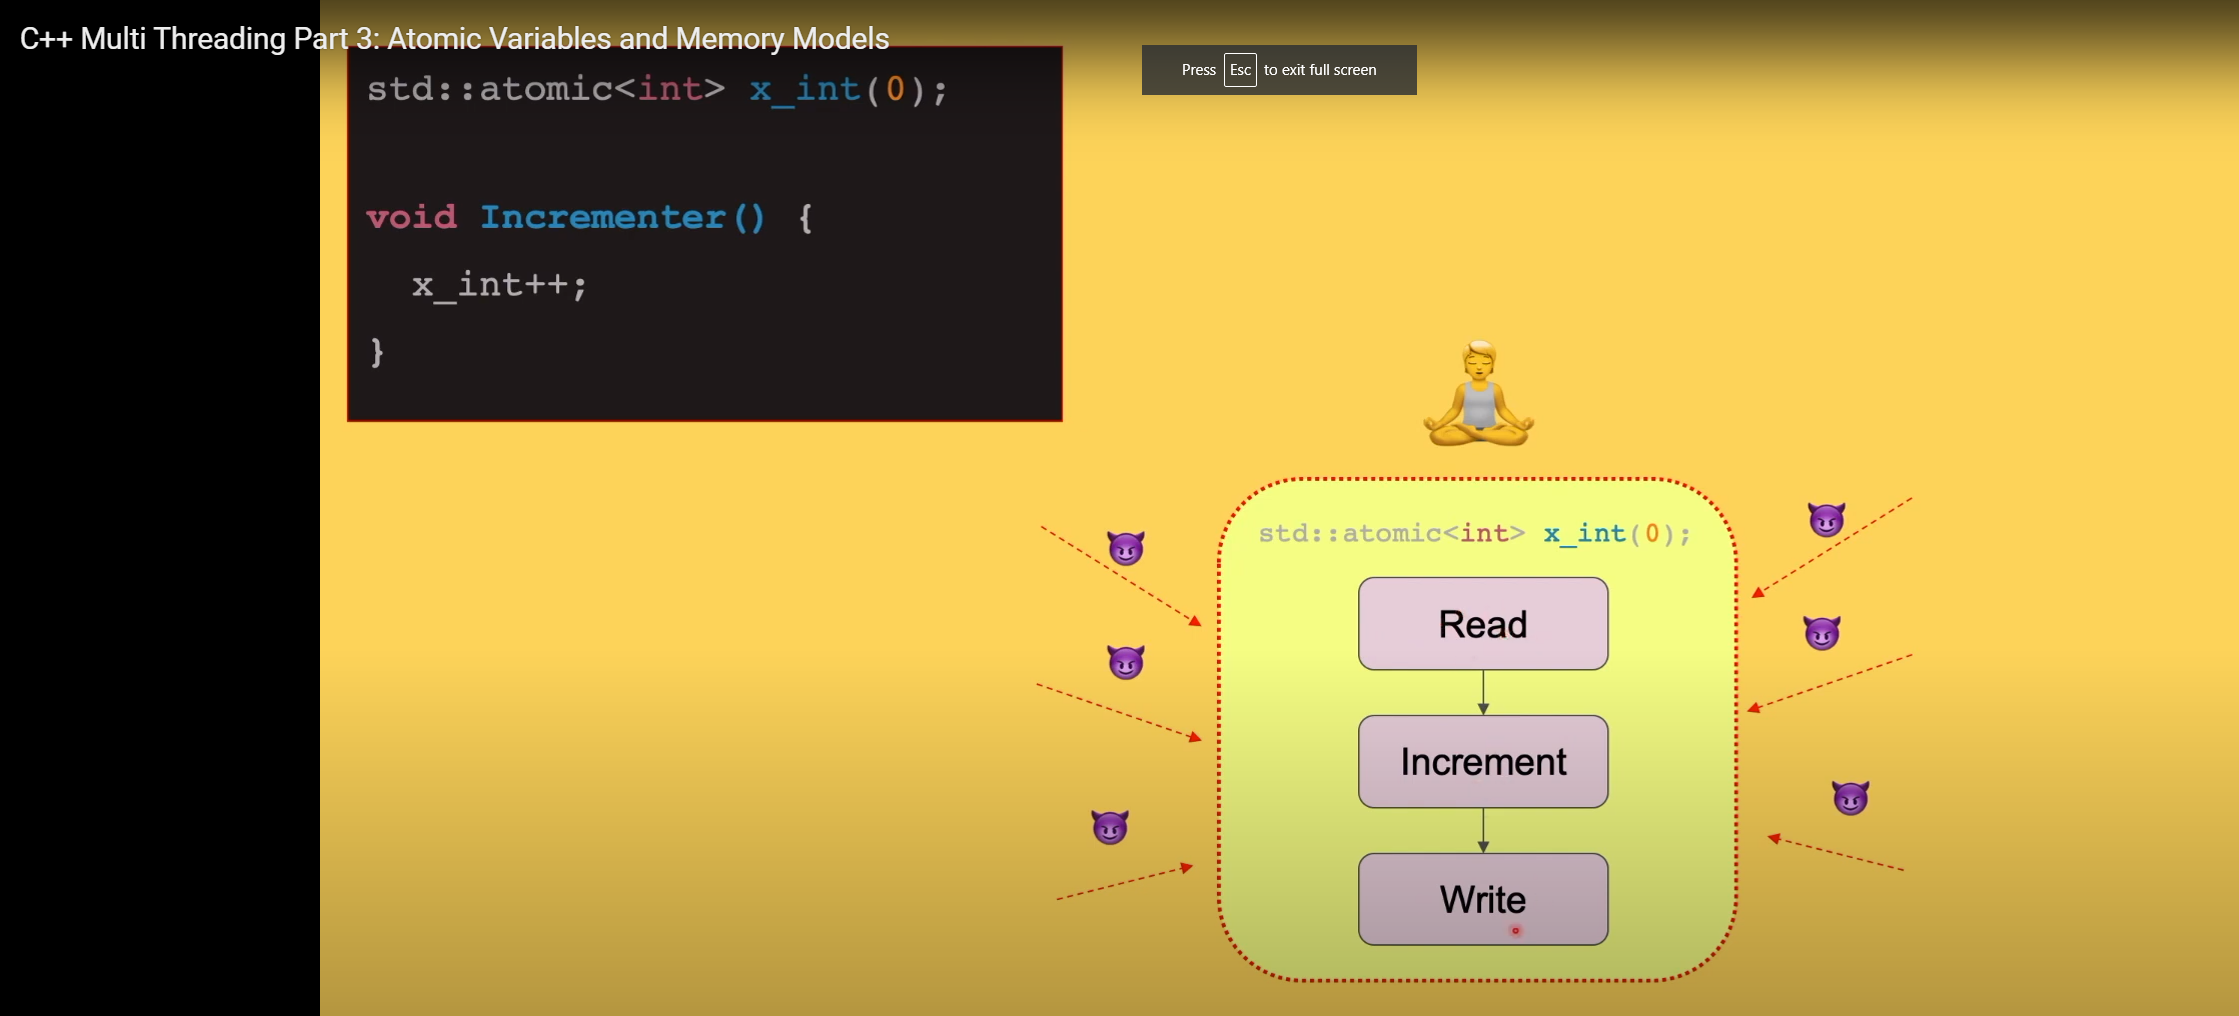 C++ Multi Threading Part 3: Atomic Variables and Memory Models
Press Esc to exit full screen
std::atomic<int> x_int(0);
void Incrementer() {
x_int++;
}
std::atomic<int> x_int(0);
Read
Increment
Write